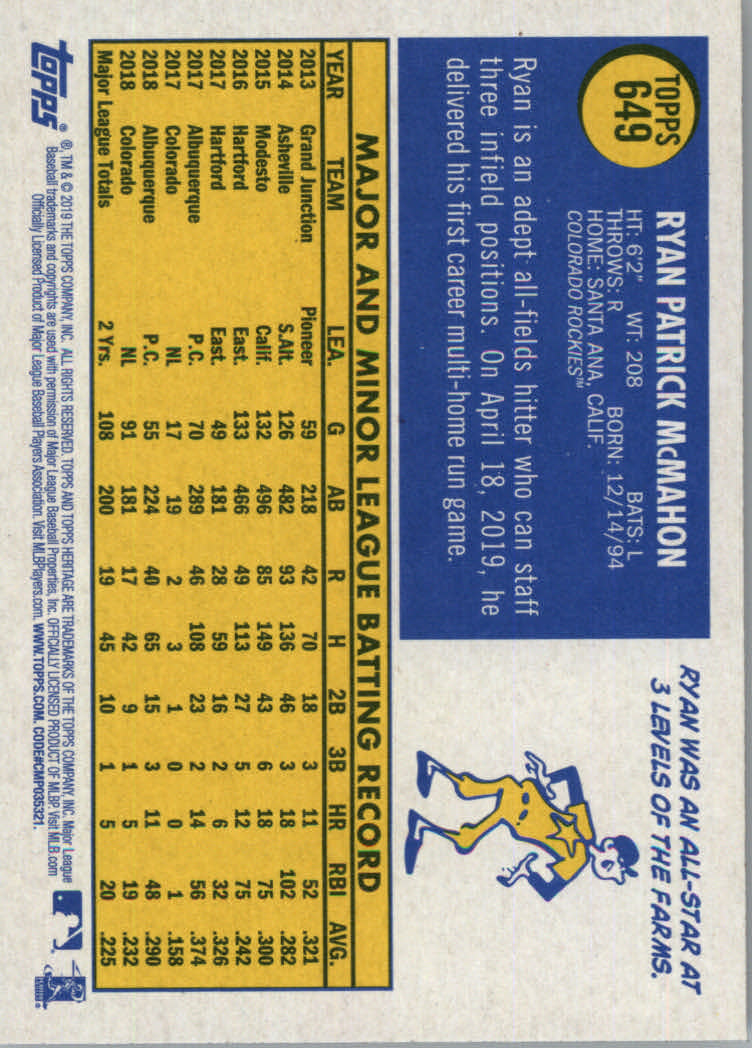 TOPPS
649
RYAN PATRICK McMAHON
HT: 6'2" WT: 208 BATS: L
THROWS: R BORN: 12/14/94
HOME: SANTA ANA, CALIF.
COLORADO ROCKIES™
RYAN WAS AN ALL-STAR AT
3 LEVELS OF THE FARMS.
Ryan is an adept all-fields hitter who can staff
three infield positions. On April 18, 2019, he
delivered his first career multi-home run game.
MAJOR AND MINOR LEAGUE BATTING RECORD
YEAR TEAM LEA. G AB R H 2B 3B HR RBI AVG.
2013 Grand Junction Pioneer 59 218 42 70 18 3 11 52 .321
2014 Asheville S.Atl. 126 482 93 136 46 3 18 102 .282
2015 Modesto Calif. 132 496 85 149 43 6 18 75 .300
2016 Hartford East. 133 466 49 113 27 5 12 75 .242
2017 Hartford East. 49 181 28 59 16 2 6 32 .326
2017 Albuquerque P.C. 70 289 46 108 23 2 14 56 .374
2017 Colorado NL 17 19 2 3 1 0 0 1 .158
2018 Albuquerque P.C. 55 224 40 65 15 3 11 48 .290
2018 Colorado NL 91 181 17 42 9 1 5 19 .232
Major League Totals 2 Yrs. 108 200 19 45 10 1 5 20 .225
topps®
®, TM & © 2019 THE TOPPS COMPANY, INC. ALL RIGHTS RESERVED. TOPPS AND TOPPS HERITAGE ARE TRADEMARKS OF THE TOPPS COMPANY, INC. Major League
Baseball trademarks and copyrights are used with permission of Major League Baseball Properties, Inc. OFFICIALLY LICENSED PRODUCT OF MLBP. Visit MLB.com
Officially Licensed Product of Major League Baseball Players Association. Visit MLBPlayers.com. WWW.TOPPS.COM. CODE#CMP035321.